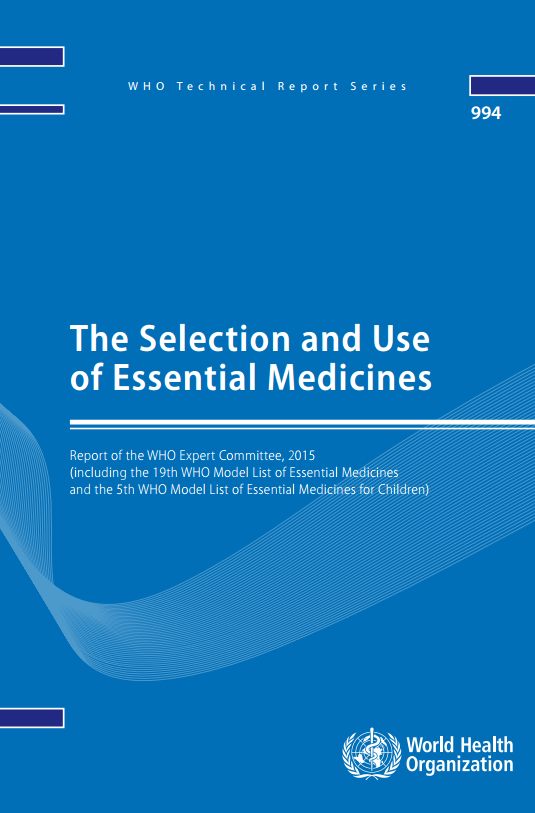 WHO Technical Report Series
994
The Selection and Use
of Essential Medicines
Report of the WHO Expert Committee, 2015
(including the 19th WHO Model List of Essential Medicines
and the 5th WHO Model List of Essential Medicines for Children)
World Health
Organization